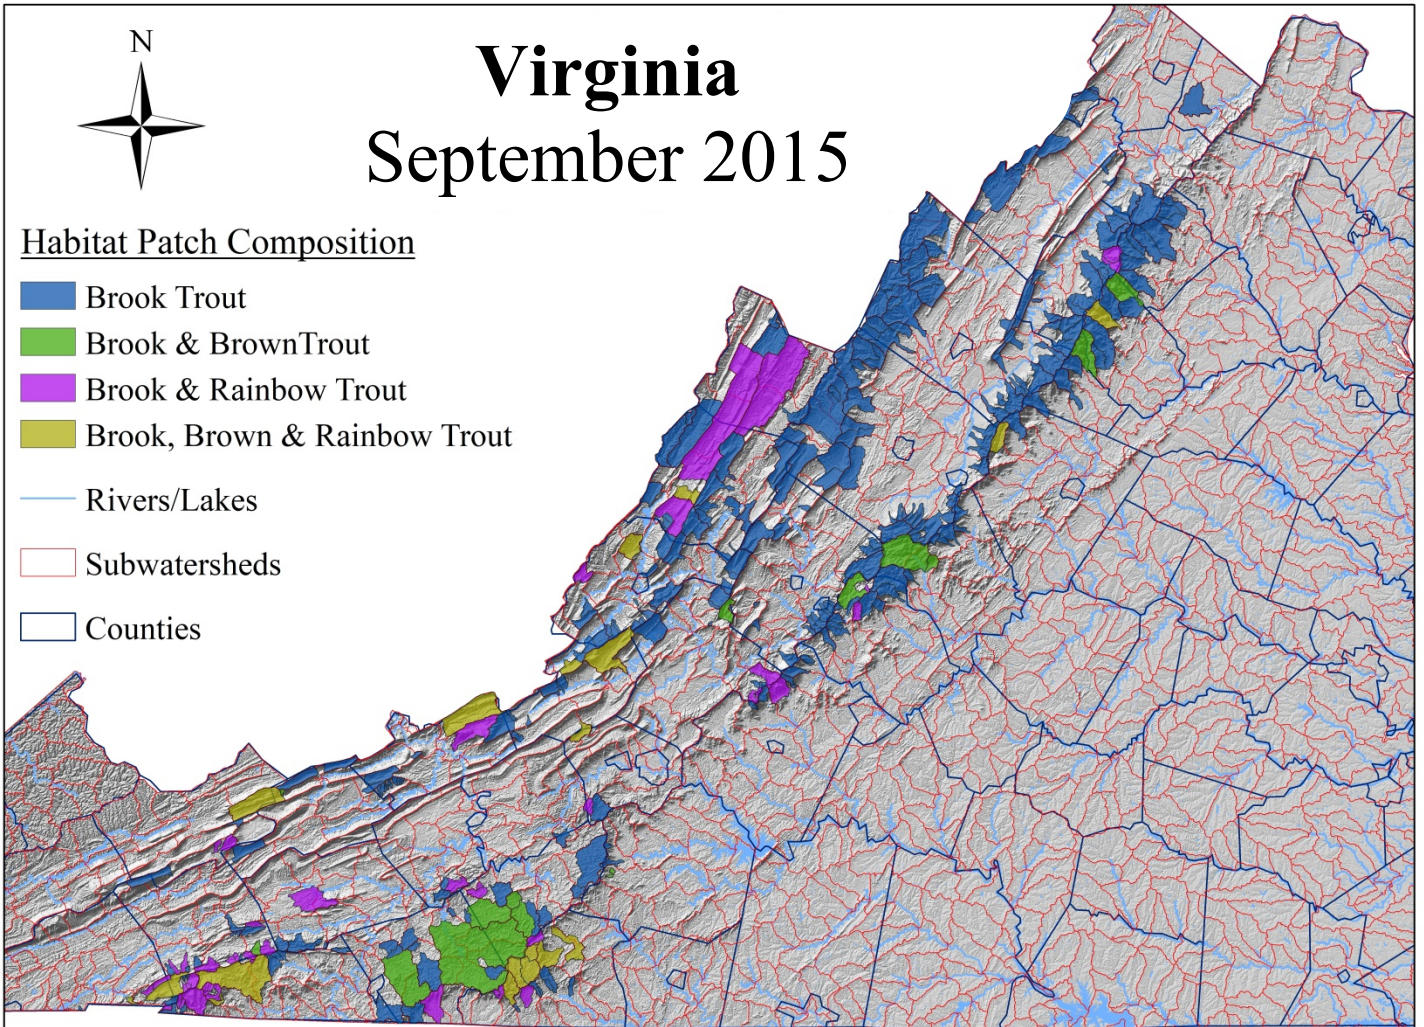 N
Virginia
September 2015
Habitat Patch Composition
Brook Trout
Brook & BrownTrout
Brook & Rainbow Trout
Brook, Brown & Rainbow Trout
Rivers/Lakes
Subwatersheds
Counties